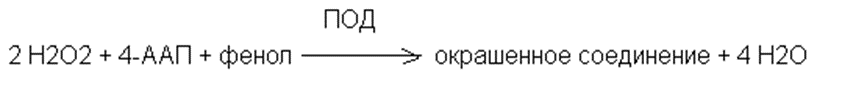 ПОД
2 H2O2 + 4-ААП + фенол ⟶ окрашенное соединение + 4 H2O